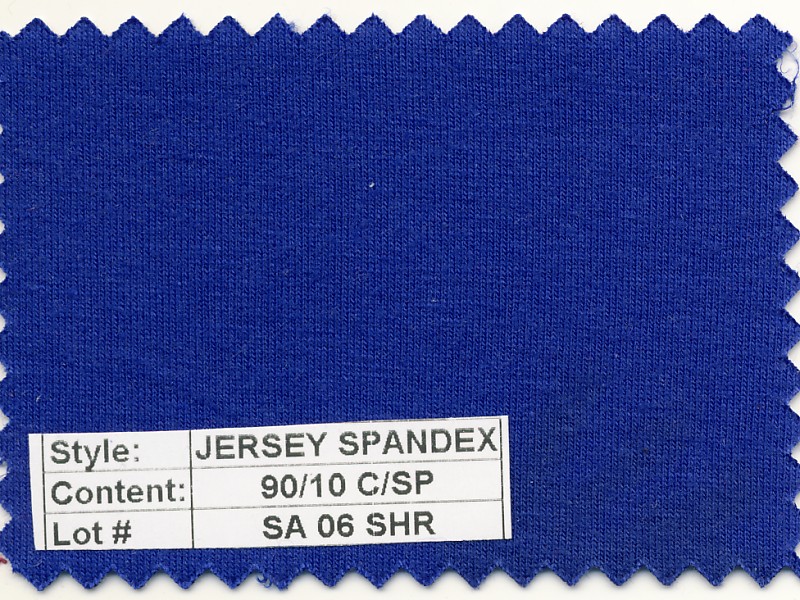 Style: JERSEY SPANDEX
Content: 90/10 C/SP
Lot # SA 06 SHR